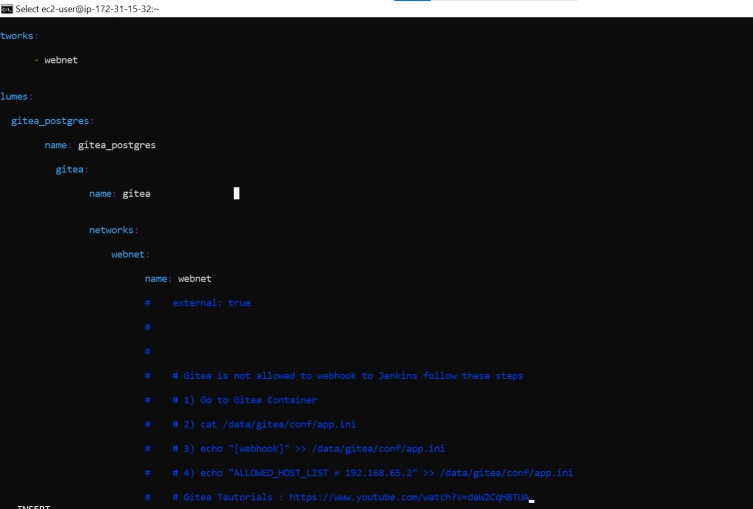 Select ec2-user@ip-172-31-15-32:~
tworks:
- webnet
lumes:
gitea_postgres:
name: gitea_postgres
gitea:
name: gitea
networks:
webnet:
name: webnet
# external: true
#
#
# # Gitea is not allowed to webhook to Jenkins follow these steps
# # 1) Go to Gitea Container
# # 2) cat /data/gitea/conf/app.ini
# # 3) echo "[webhook]" >> /data/gitea/conf/app.ini
# # 4) echo "ALLOWED_HOST_LIST = 192.168.65.2" >> /data/gitea/conf/app.ini
# # Gitea Tautorials : https://www.youtube.com/watch?v=daW2CqH8TUA
INSERT